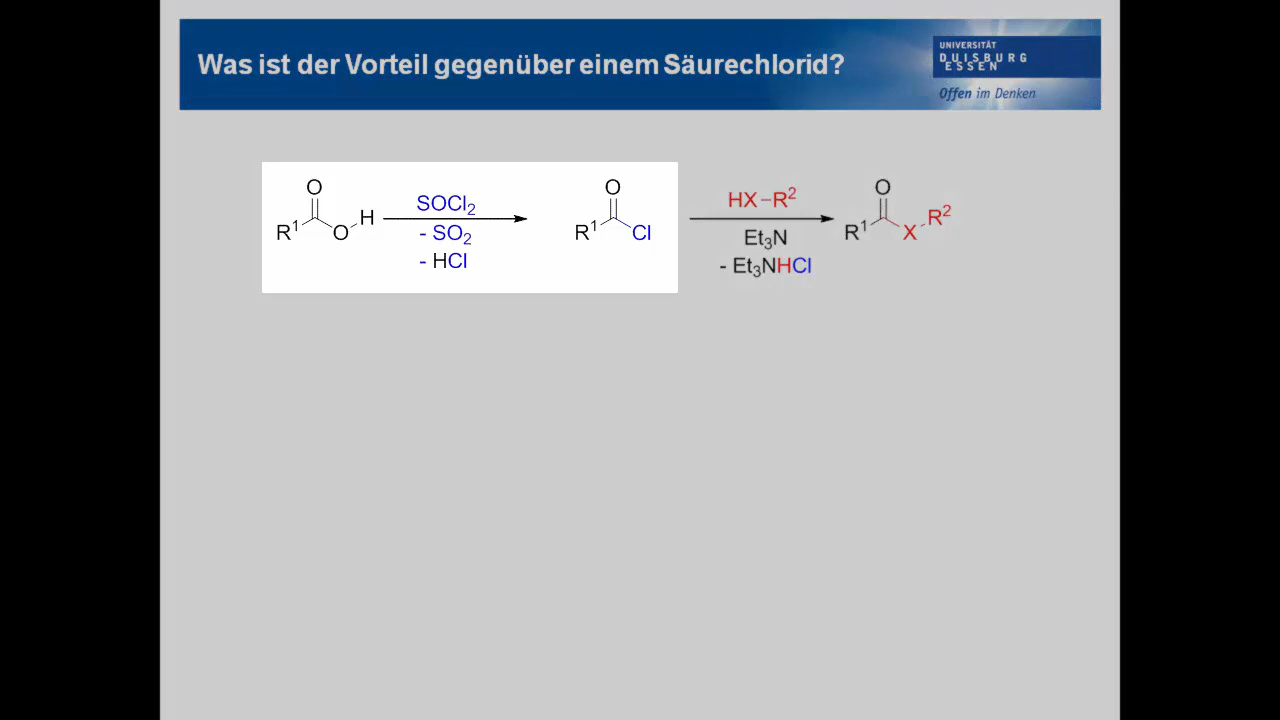 Was ist der Vorteil gegenüber einem Säurechlorid?
UNIVERSITÄT
DUISBURG
ESSEN
Offen im Denken
O
R¹ O H
SOCl₂
- SO₂
- HCl
O
R¹ Cl
HX–R²
Et₃N
- Et₃NHCl
O
R¹ X R²